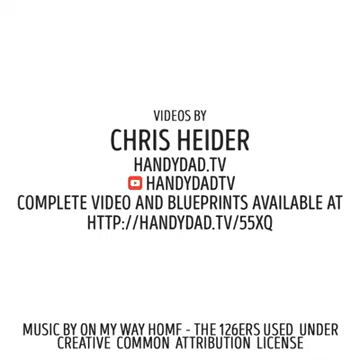 VIDEOS BY
CHRIS HEIDER
HANDYDAD.TV
HANDYDADTV
COMPLETE VIDEO AND BLUEPRINTS AVAILABLE AT
HTTP://HANDYDAD.TV/55XQ
MUSIC BY ON MY WAY HOMF - THE 126ERS USED UNDER
CREATIVE COMMON ATTRIBUTION LICENSE